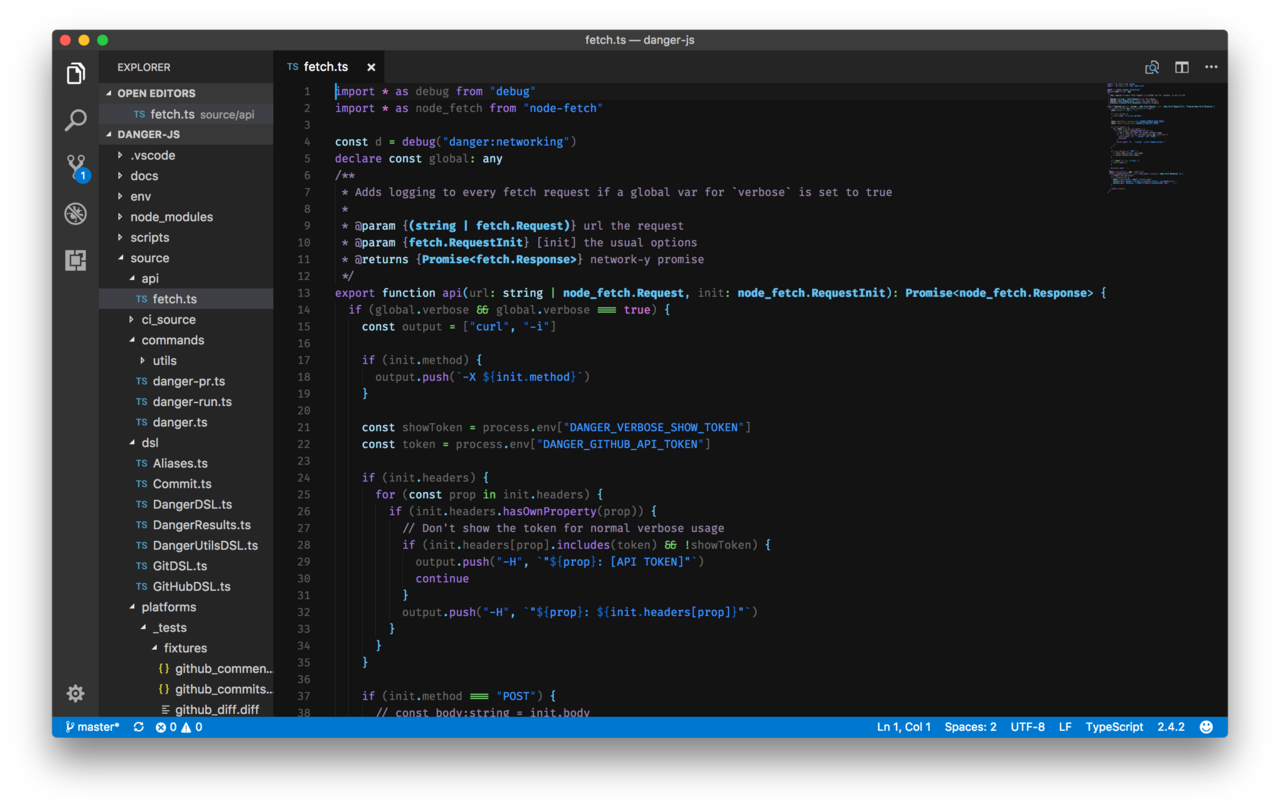 fetch.ts — danger-js
EXPLORER
OPEN EDITORS
TS fetch.ts source/api
DANGER-JS
.vscode
docs
env
node_modules
scripts
source
api
TS fetch.ts
ci_source
commands
utils
TS danger-pr.ts
TS danger-run.ts
TS danger.ts
dsl
TS Aliases.ts
TS Commit.ts
TS DangerDSL.ts
TS DangerResults.ts
TS DangerUtilsDSL.ts
TS GitDSL.ts
TS GitHubDSL.ts
platforms
_tests
fixtures
{} github_commen...
{} github_commits...
github_diff.diff
1
TS fetch.ts ×
1 import * as debug from "debug"
2 import * as node_fetch from "node-fetch"
3
4 const d = debug("danger:networking")
5 declare const global: any
6 /**
7 * Adds logging to every fetch request if a global var for `verbose` is set to true
8 *
9 * @param {(string | fetch.Request)} url the request
10 * @param {fetch.RequestInit} [init] the usual options
11 * @returns {Promise<fetch.Response>} network-y promise
12 */
13 export function api(url: string | node_fetch.Request, init: node_fetch.RequestInit): Promise<node_fetch.Response> {
14 if (global.verbose && global.verbose === true) {
15 const output = ["curl", "-i"]
16
17 if (init.method) {
18 output.push(`-X ${init.method}`)
19 }
20
21 const showToken = process.env["DANGER_VERBOSE_SHOW_TOKEN"]
22 const token = process.env["DANGER_GITHUB_API_TOKEN"]
23
24 if (init.headers) {
25 for (const prop in init.headers) {
26 if (init.headers.hasOwnProperty(prop)) {
27 // Don't show the token for normal verbose usage
28 if (init.headers[prop].includes(token) && !showToken) {
29 output.push("-H", `"${prop}: [API TOKEN]"`)
30 continue
31 }
32 output.push("-H", `"${prop}: ${init.headers[prop]}"`)
33 }
34 }
35 }
36
37 if (init.method === "POST") {
38 // const body:string = init.body
master* 0 0
Ln 1, Col 1 Spaces: 2 UTF-8 LF TypeScript 2.4.2